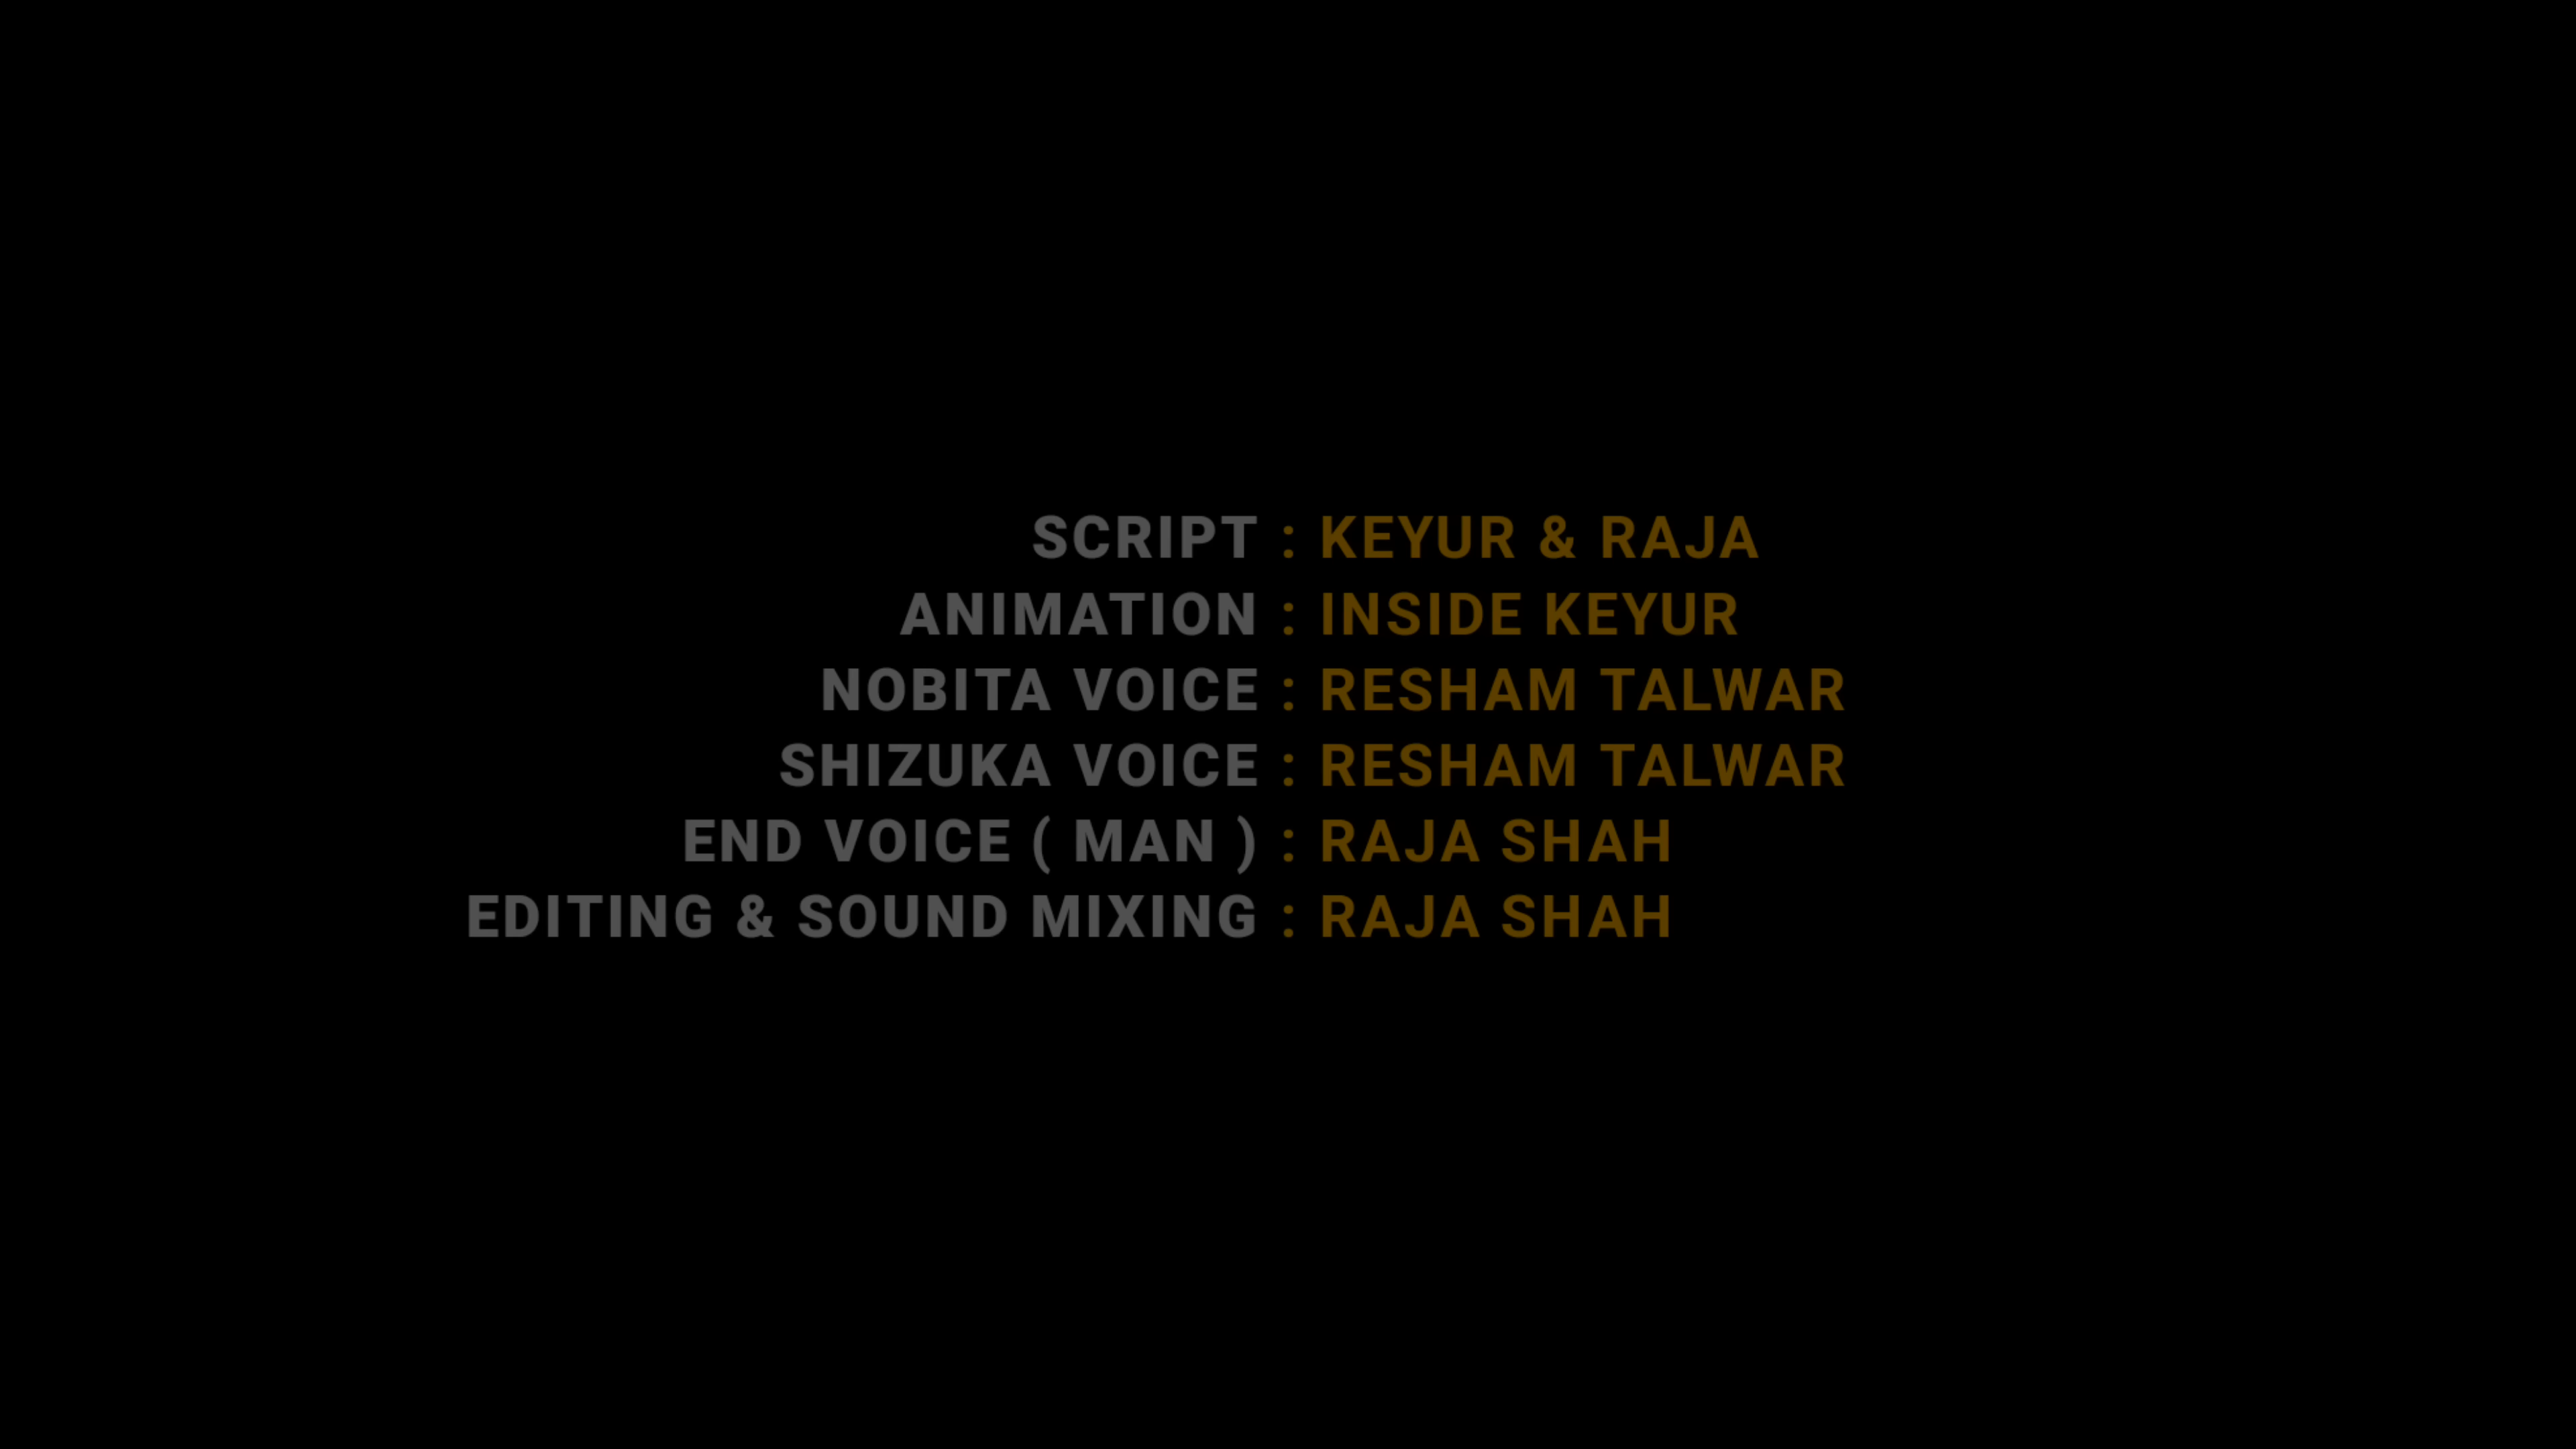 SCRIPT : KEYUR & RAJA
ANIMATION : INSIDE KEYUR
NOBITA VOICE : RESHAM TALWAR
SHIZUKA VOICE : RESHAM TALWAR
END VOICE ( MAN ) : RAJA SHAH
EDITING & SOUND MIXING : RAJA SHAH